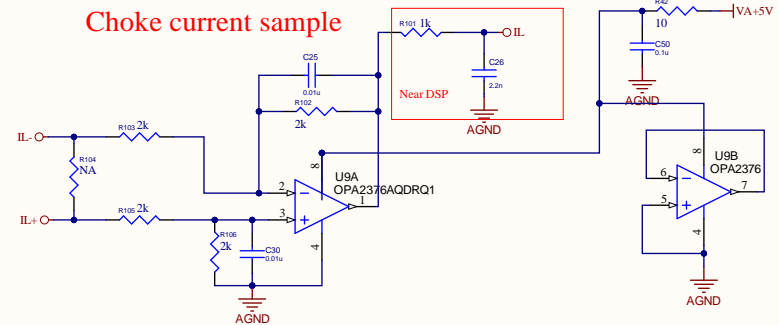 Choke current sample
R101 1k
IL
C26
2.2n
Near DSP
AGND
C25
0.01u
R102
2k
R42
10
VA+5V
C50
0.1u
AGND
IL-
R103 2k
R104
NA
IL+
R105 2k
R106
2k
C30
0.01u
AGND
2
3
8
1
4
U9A
OPA2376AQDRQ1
6
5
8
7
4
U9B
OPA2376
AGND